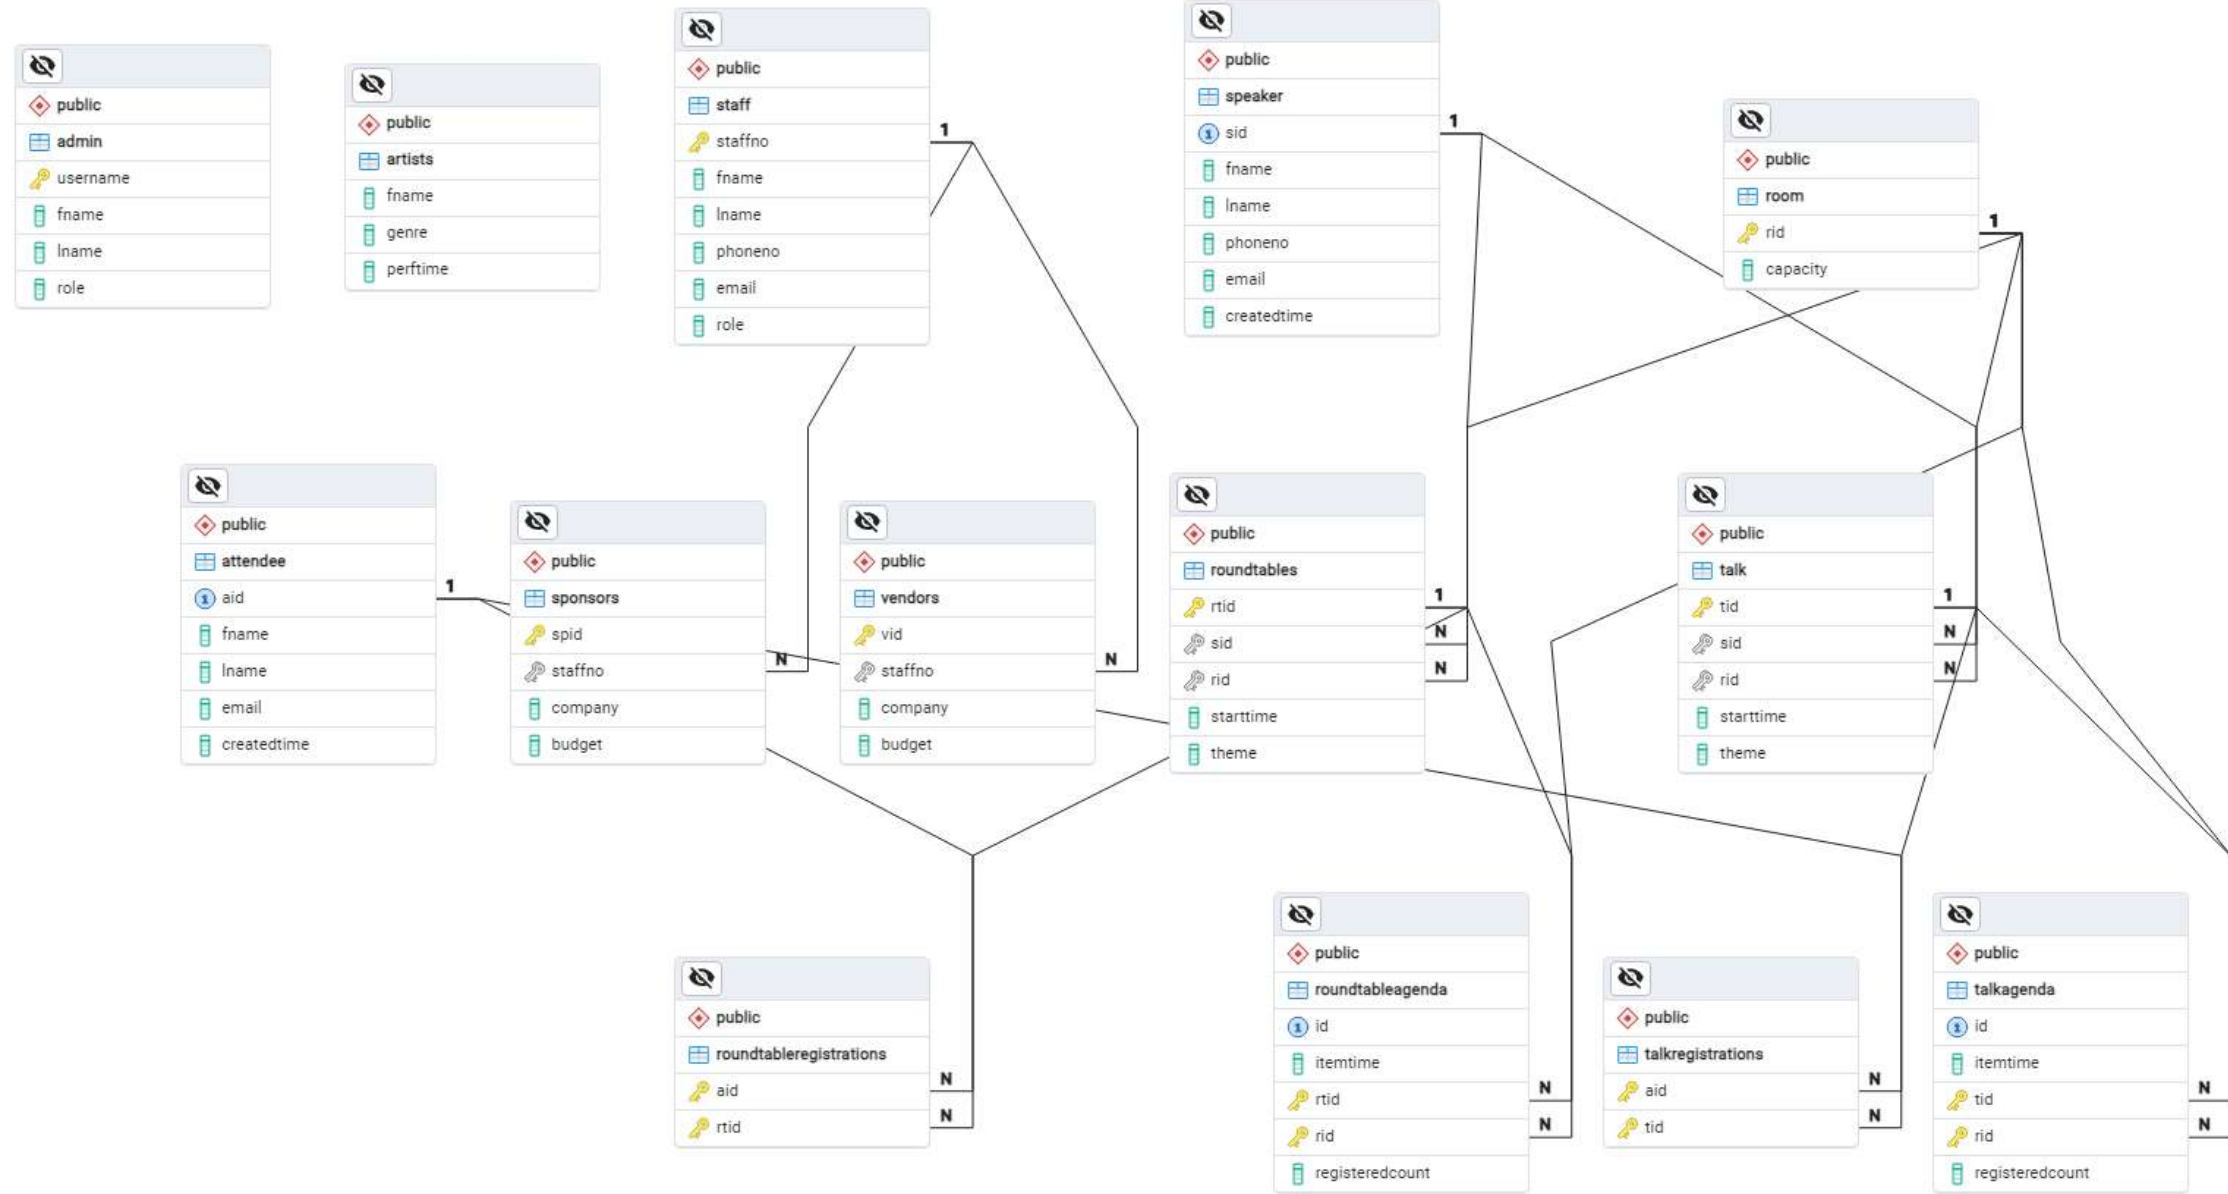 public
admin
username
fname
lname
role
public
artists
fname
genre
perftime
public
staff
staffno
fname
lname
phoneno
email
role
1
public
speaker
sid
fname
lname
phoneno
email
createdtime
1
public
room
rid
capacity
1
public
attendee
aid
fname
lname
email
createdtime
1
public
sponsors
spid
staffno
company
budget
N
public
vendors
vid
staffno
company
budget
N
public
roundtables
rtid
sid
rid
starttime
theme
1
N
N
public
talk
tid
sid
rid
starttime
theme
1
N
N
public
roundtableregistrations
aid
rtid
N
N
public
roundtableagenda
id
itemtime
rtid
rid
registeredcount
N
N
public
talkregistrations
aid
tid
N
N
public
talkagenda
id
itemtime
tid
rid
registeredcount
N
N